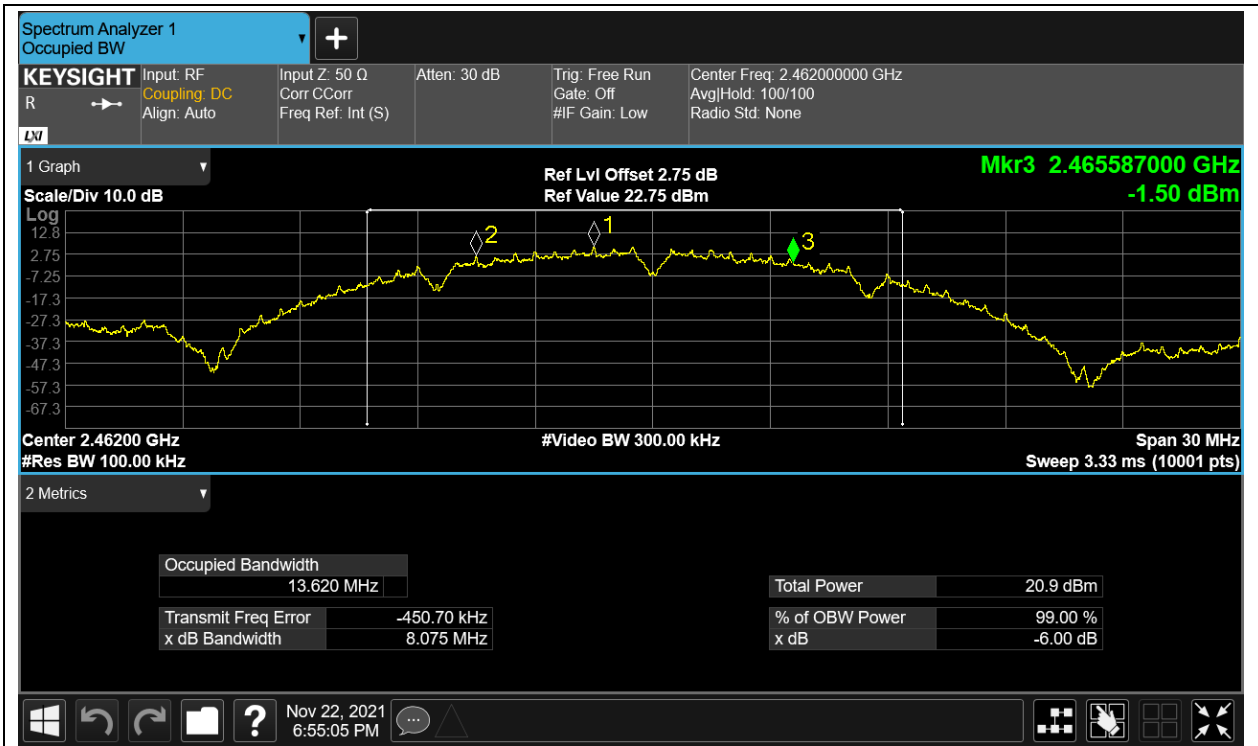 Spectrum Analyzer 1
Occupied BW
KEYSIGHT
R
LXI
Input: RF
Coupling: DC
Align: Auto
Input Z: 50 Ω
Corr CCorr
Freq Ref: Int (S)
Atten: 30 dB
Trig: Free Run
Gate: Off
#IF Gain: Low
Center Freq: 2.462000000 GHz
Avg|Hold: 100/100
Radio Std: None
1 Graph
Scale/Div 10.0 dB
Ref Lvl Offset 2.75 dB
Ref Value 22.75 dBm
Mkr3 2.465587000 GHz
-1.50 dBm
Log
12.8
2.75
-7.25
-17.3
-27.3
-37.3
-47.3
-57.3
-67.3
2
1
3
Center 2.46200 GHz
#Video BW 300.00 kHz
Span 30 MHz
#Res BW 100.00 kHz
Sweep 3.33 ms (10001 pts)
2 Metrics
Occupied Bandwidth
13.620 MHz
Total Power 20.9 dBm
Transmit Freq Error -450.70 kHz
% of OBW Power 99.00 %
x dB Bandwidth 8.075 MHz
x dB -6.00 dB
Nov 22, 2021
6:55:05 PM